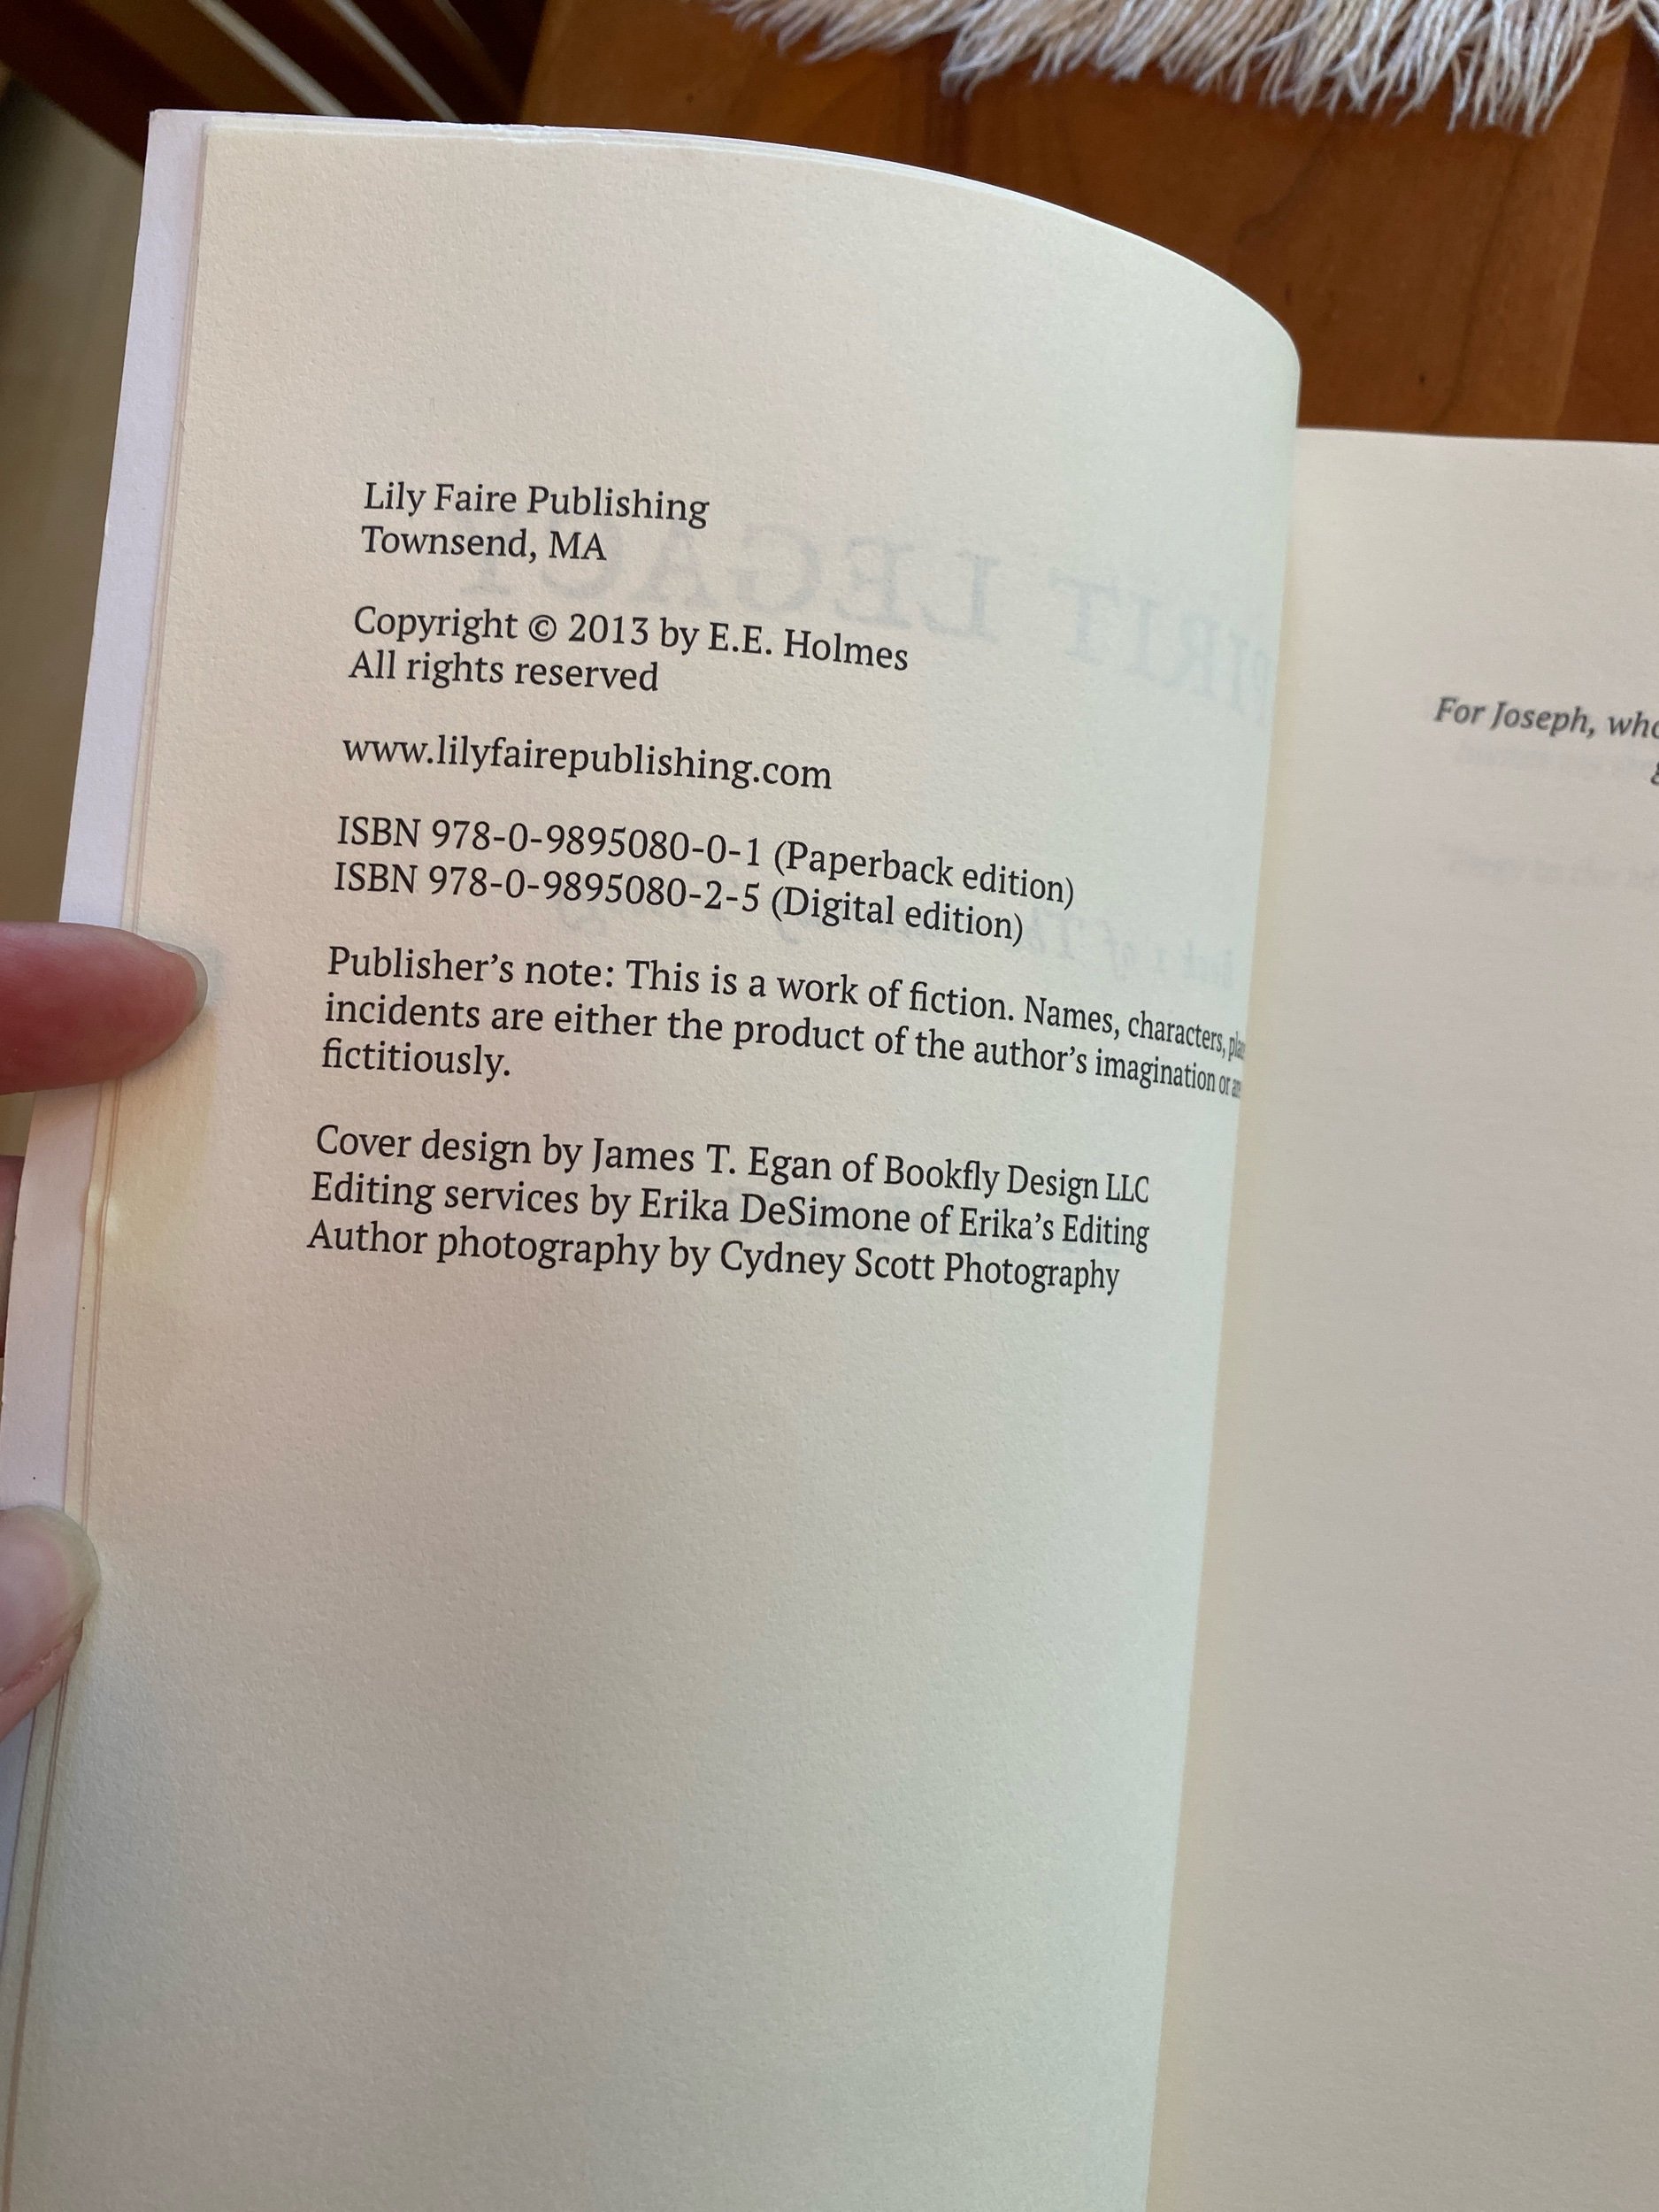 Lily Faire Publishing
Townsend, MA
Copyright © 2013 by E.E. Holmes
All rights reserved
www.lilyfairepublishing.com
ISBN 978-0-9895080-0-1 (Paperback edition)
ISBN 978-0-9895080-2-5 (Digital edition)
Publisher’s note: This is a work of fiction. Names, characters,
incidents are either the product of the author’s imagination or
fictitiously.
Cover design by James T. Egan of Bookfly Design LLC
Editing services by Erika DeSimone of Erika’s Editing
Author photography by Cydney Scott Photography
For Joseph,